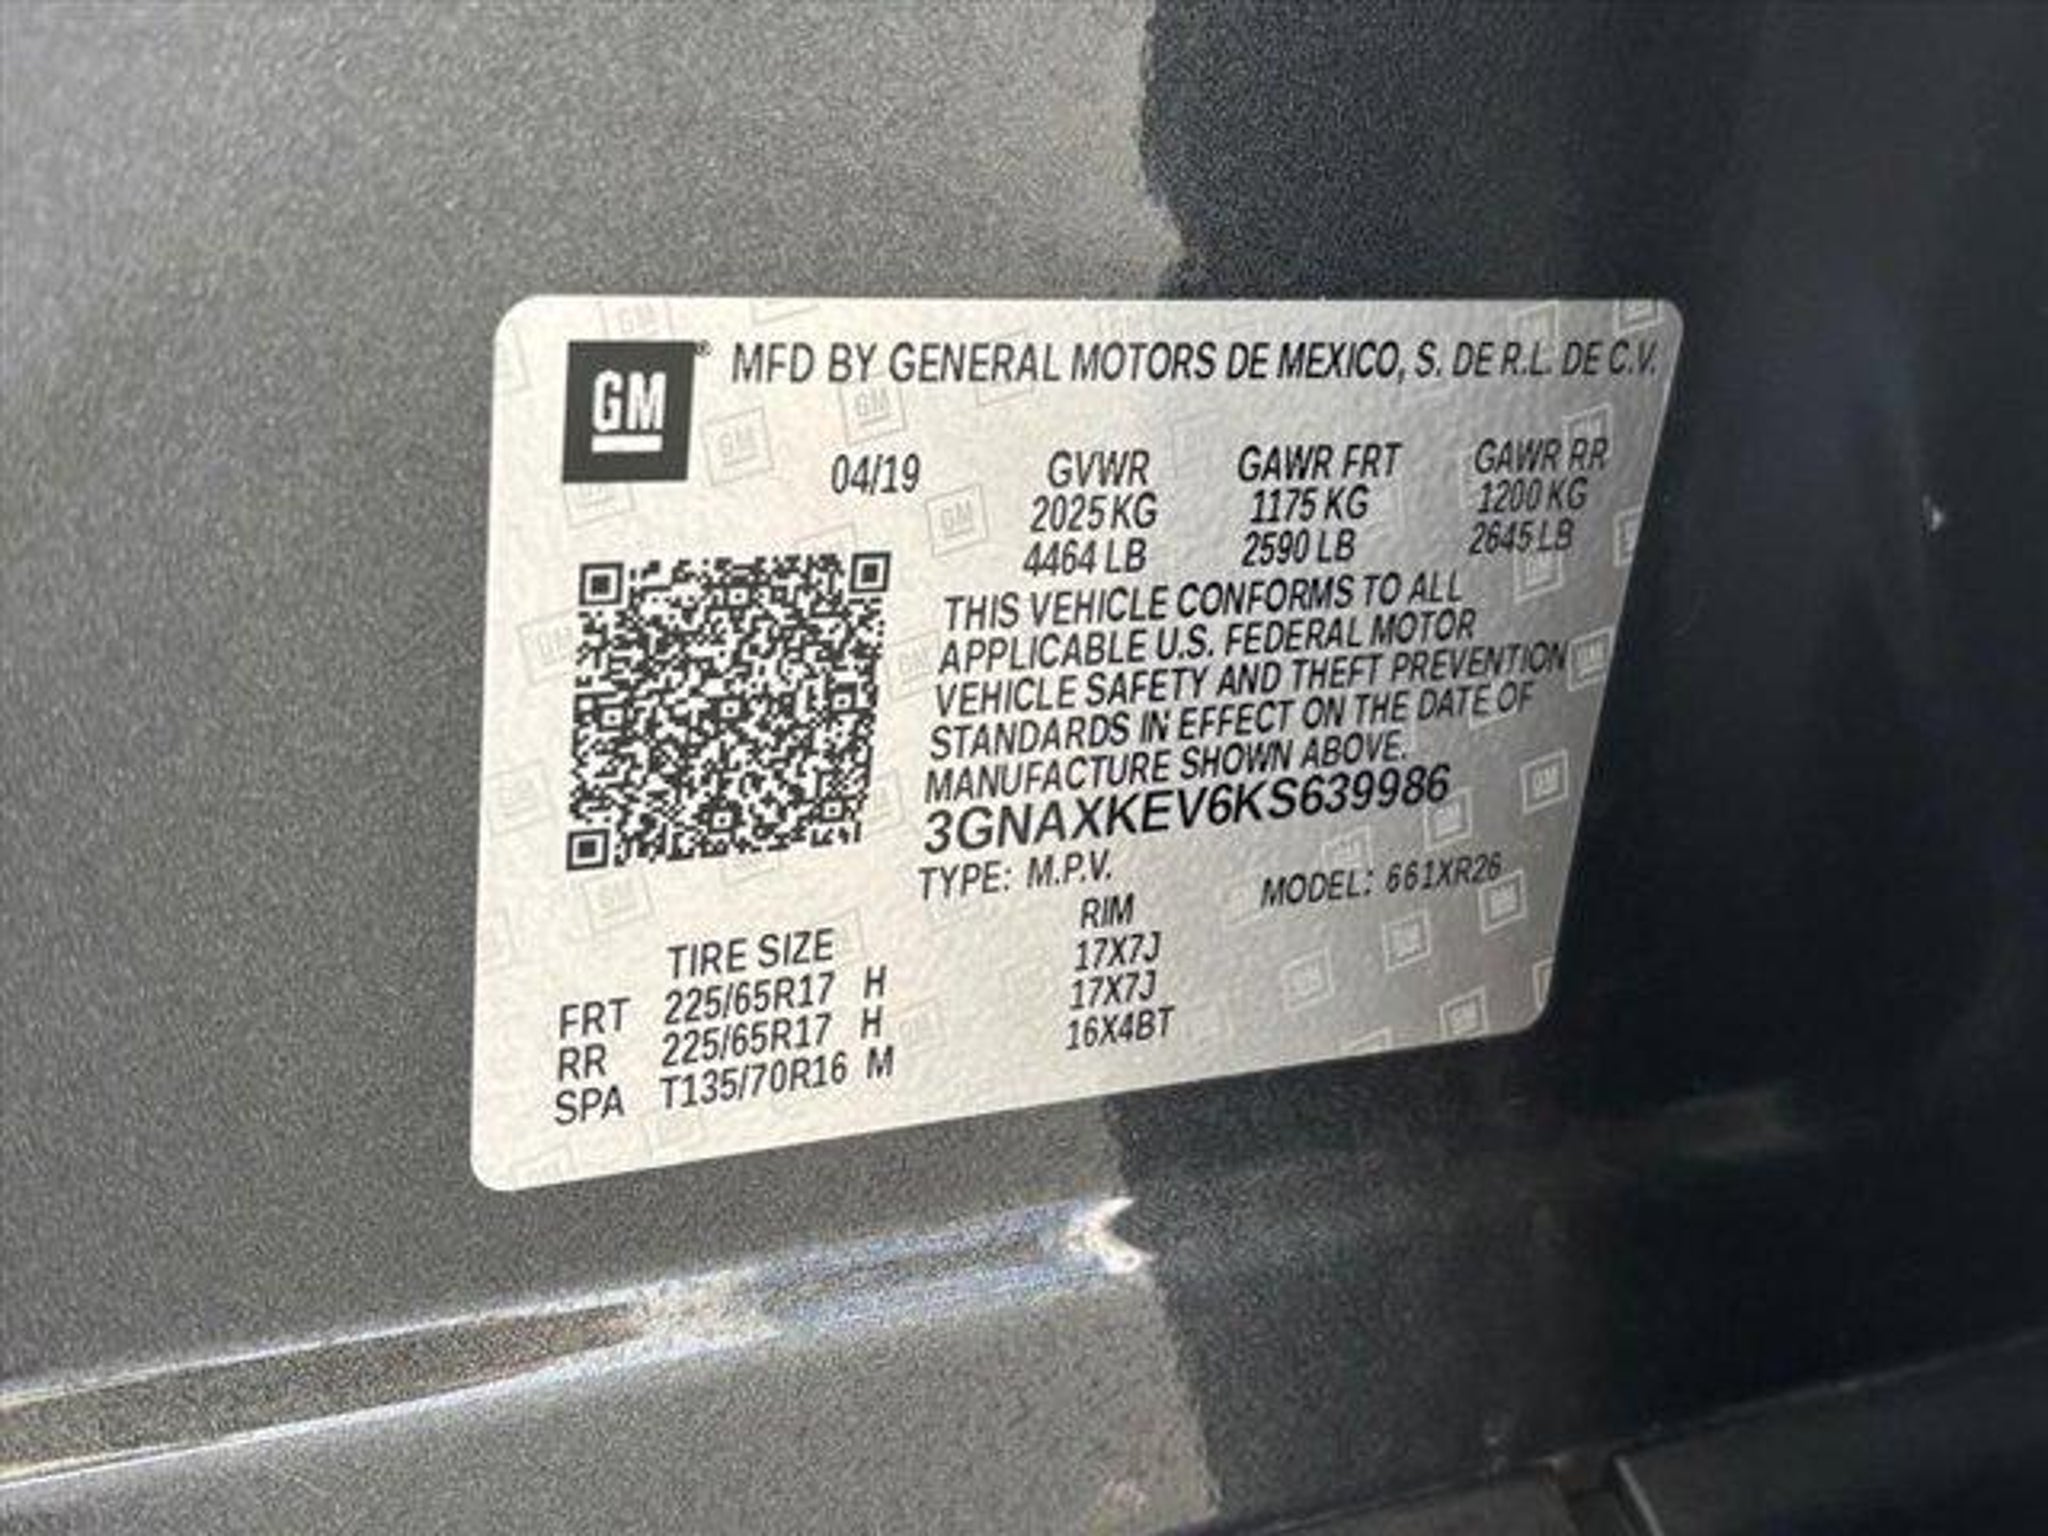 GM® MFD BY GENERAL MOTORS DE MEXICO, S. DE R.L. DE C.V.
04/19 GVWR GAWR FRT GAWR RR
2025 KG 1175 KG 1200 KG
4464 LB 2590 LB 2645 LB
THIS VEHICLE CONFORMS TO ALL
APPLICABLE U.S. FEDERAL MOTOR
VEHICLE SAFETY AND THEFT PREVENTION
STANDARDS IN EFFECT ON THE DATE OF
MANUFACTURE SHOWN ABOVE.
3GNAXKEV6KS639986
TYPE: M.P.V. MODEL: 661XR26
TIRE SIZE RIM
FRT 225/65R17 H 17X7J
RR 225/65R17 H 17X7J
SPA T135/70R16 M 16X4BT